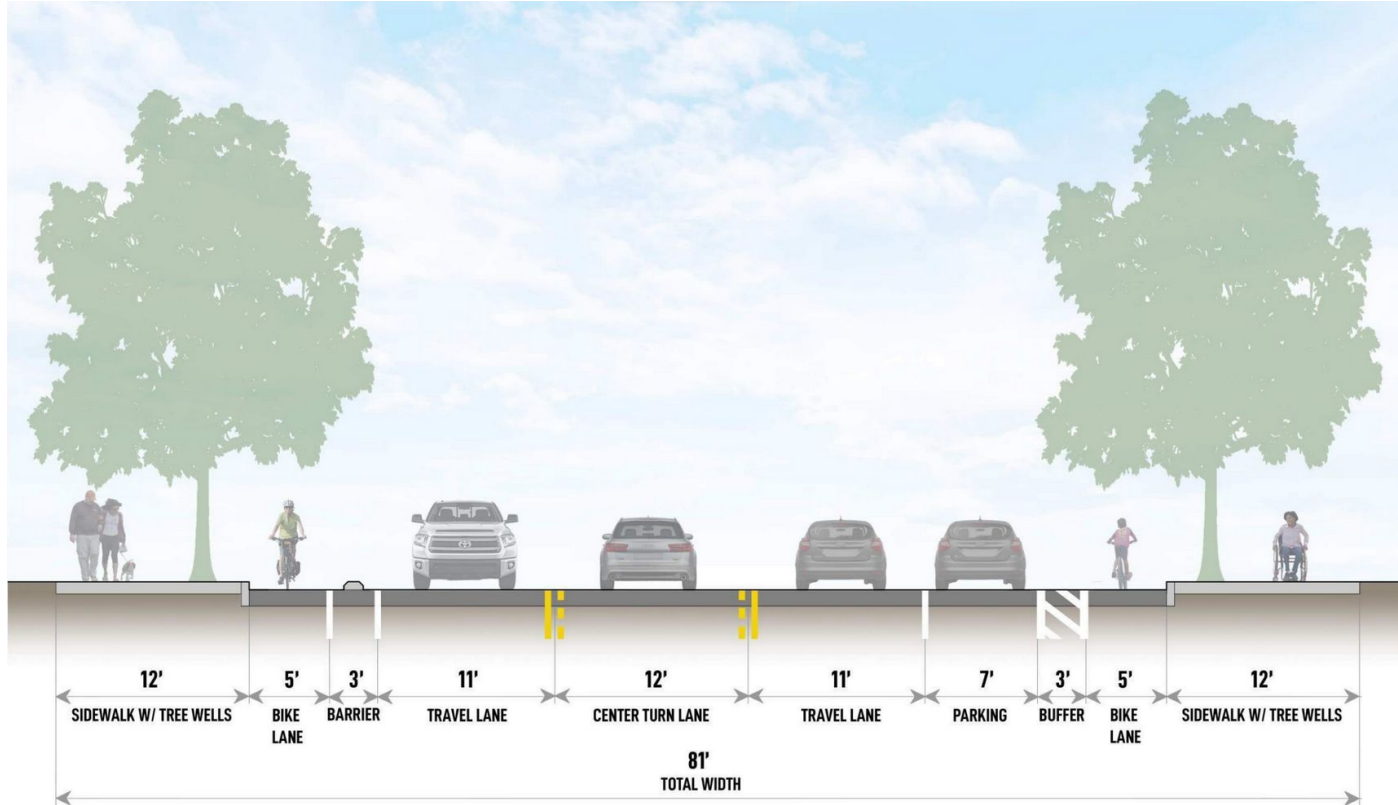 12' 5' 3' 11' 12' 11' 7' 3' 5' 12'
SIDEWALK W/ TREE WELLS BIKE BARRIER TRAVEL LANE CENTER TURN LANE TRAVEL LANE PARKING BUFFER BIKE SIDEWALK W/ TREE WELLS
LANE LANE
81'
TOTAL WIDTH